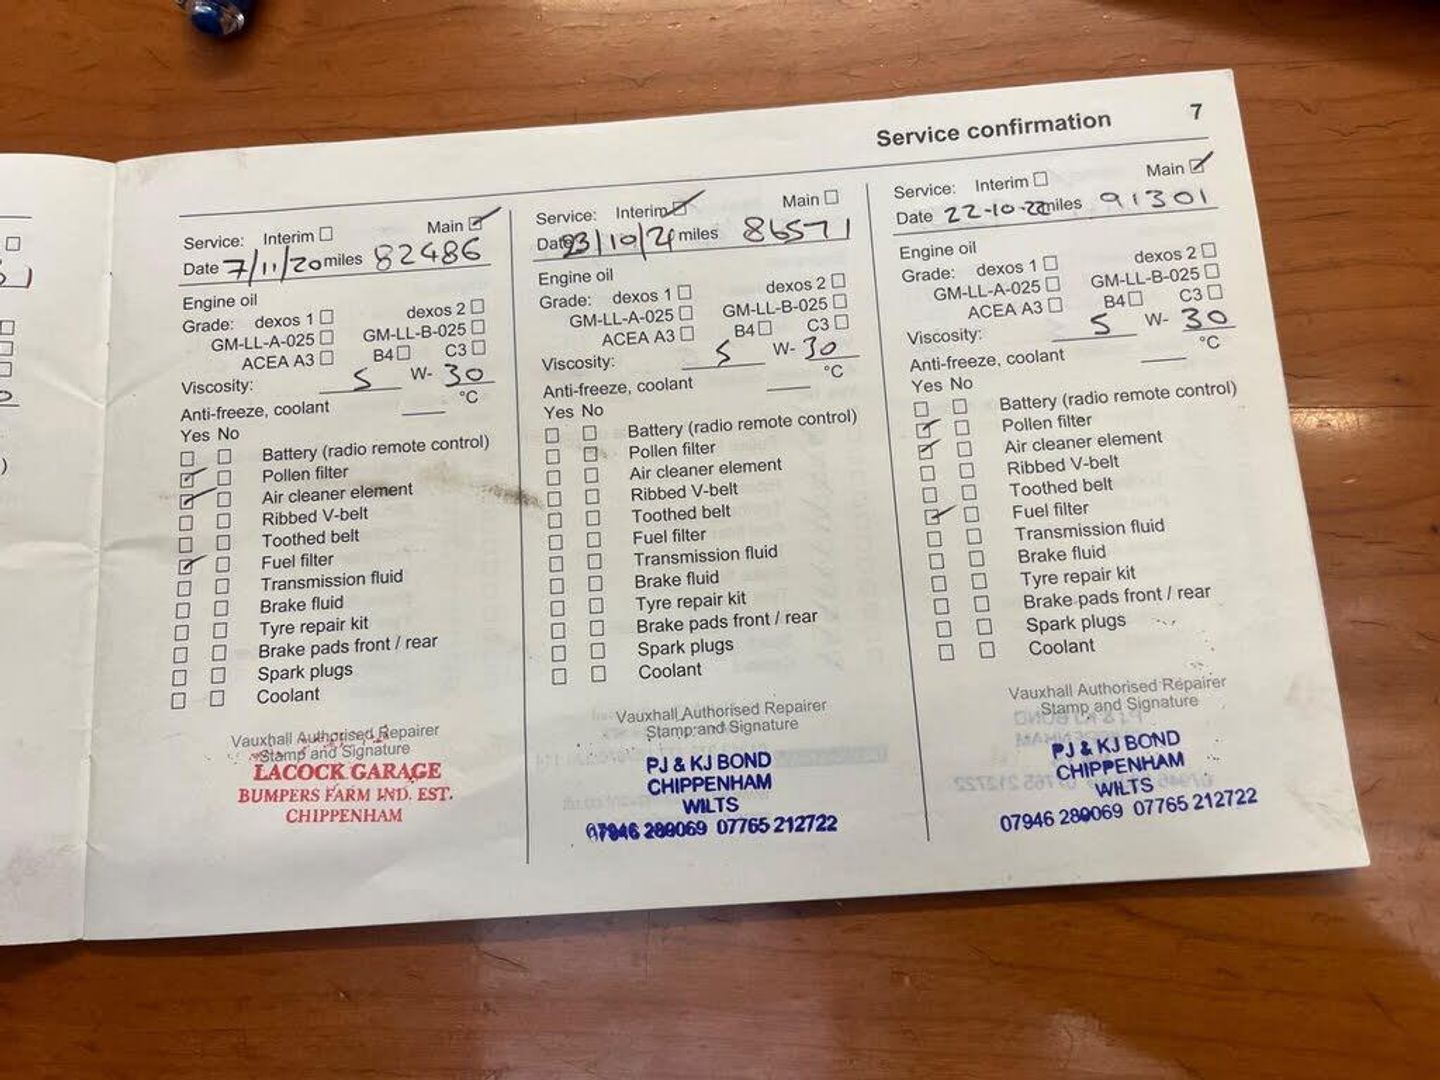 Service confirmation 7
Service: Interim Main
Date 7/11/20 miles 82486
Engine oil
Grade: dexos 1 dexos 2
GM-LL-A-025 GM-LL-B-025
ACEA A3 B4 C3
Viscosity: 5 W- 30
Anti-freeze, coolant °C
Yes No
Battery (radio remote control)
Pollen filter
Air cleaner element
Ribbed V-belt
Toothed belt
Fuel filter
Transmission fluid
Brake fluid
Tyre repair kit
Brake pads front / rear
Spark plugs
Coolant
Vauxhall Authorised Repairer
Stamp and Signature
LACOCK GARAGE
BUMPERS FARM IND. EST.
CHIPPENHAM
Service: Interim Main
Date 23/10/21 miles 86571
Engine oil
Grade: dexos 1 dexos 2
GM-LL-A-025 GM-LL-B-025
ACEA A3 B4 C3
Viscosity: 5 W- 30
Anti-freeze, coolant °C
Yes No
Battery (radio remote control)
Pollen filter
Air cleaner element
Ribbed V-belt
Toothed belt
Fuel filter
Transmission fluid
Brake fluid
Tyre repair kit
Brake pads front / rear
Spark plugs
Coolant
Vauxhall Authorised Repairer
Stamp and Signature
PJ & KJ BOND
CHIPPENHAM
WILTS
07946 280069 07765 212722
Service: Interim Main
Date 22-10-22 miles 91301
Engine oil
Grade: dexos 1 dexos 2
GM-LL-A-025 GM-LL-B-025
ACEA A3 B4 C3
Viscosity: 5 W- 30
Anti-freeze, coolant °C
Yes No
Battery (radio remote control)
Pollen filter
Air cleaner element
Ribbed V-belt
Toothed belt
Fuel filter
Transmission fluid
Brake fluid
Tyre repair kit
Brake pads front / rear
Spark plugs
Coolant
Vauxhall Authorised Repairer
Stamp and Signature
PJ & KJ BOND
CHIPPENHAM
WILTS
07946 280069 07765 212722